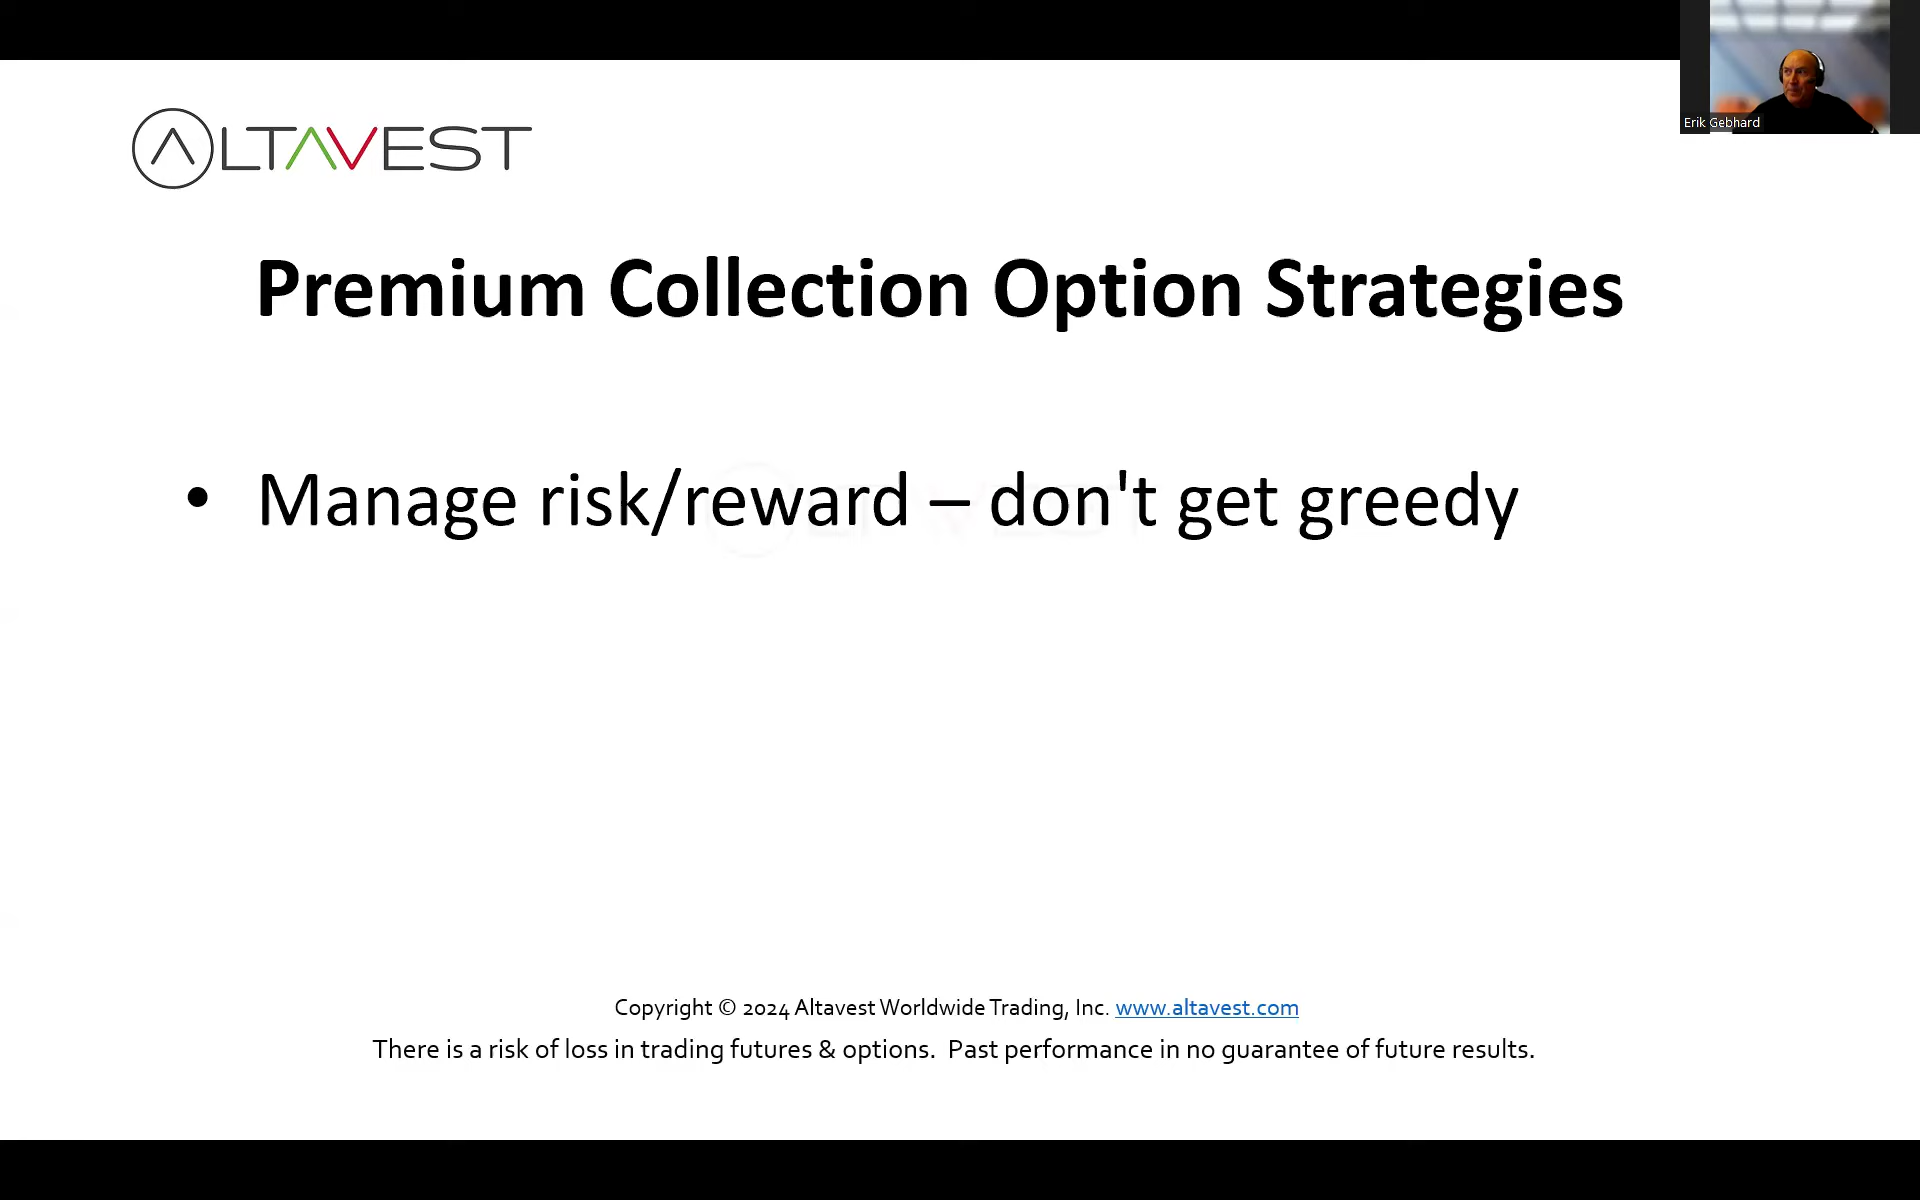 Erik Gebhard
ALTAVEST
Premium Collection Option Strategies
• Manage risk/reward – don't get greedy
Copyright © 2024 Altavest Worldwide Trading, Inc. www.altavest.com
There is a risk of loss in trading futures & options.  Past performance in no guarantee of future results.